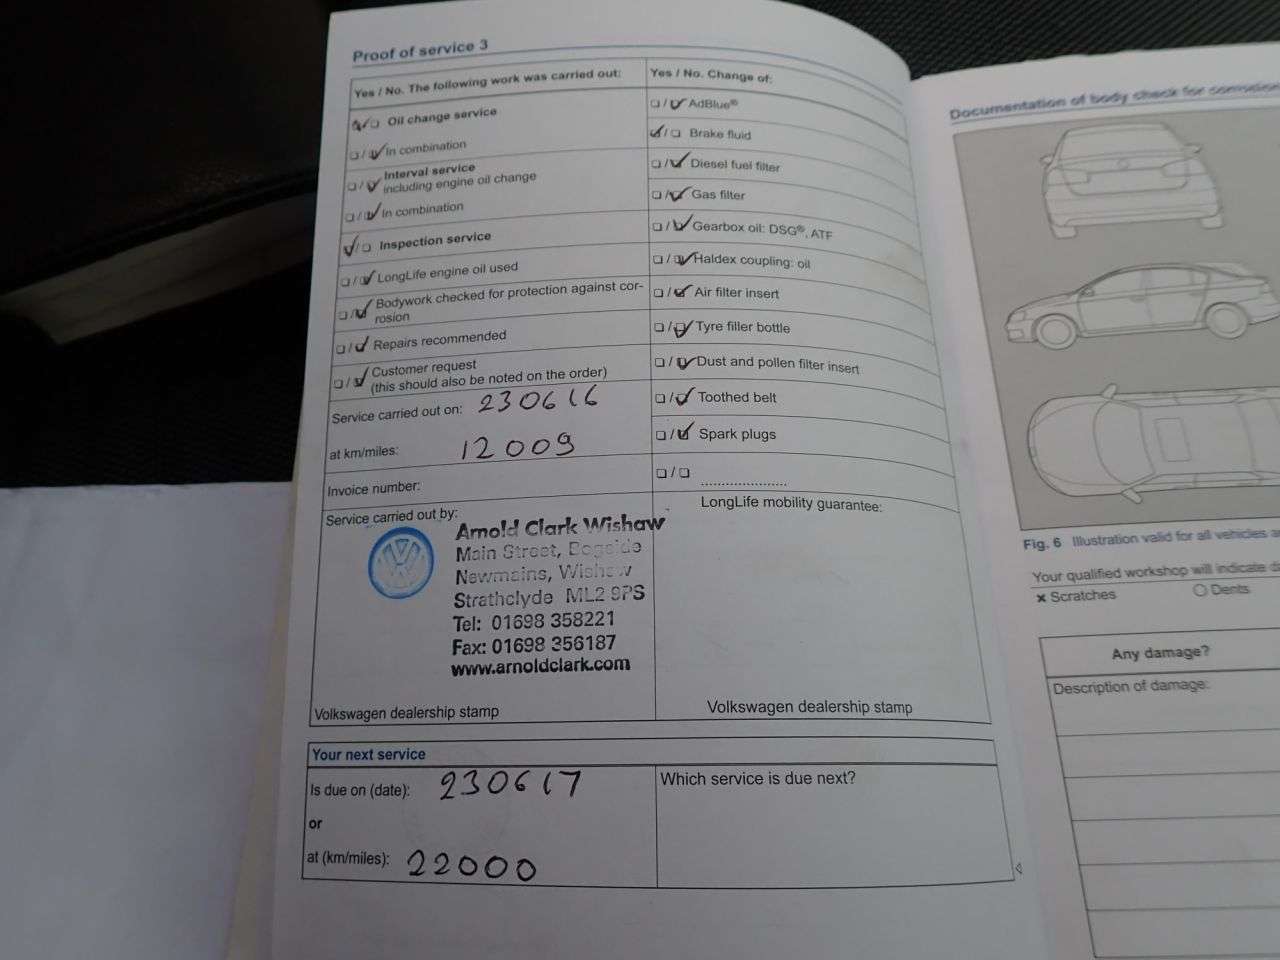 Proof of service 3
Yes / No. The following work was carried out:
☑/☐ Oil change service
☐/☑ In combination
☐/☑ Interval service
including engine oil change
☐/☑ In combination
☑/☐ Inspection service
☐/☑ LongLife engine oil used
☐/☑ Bodywork checked for protection against cor-
rosion
☐/☑ Repairs recommended
☐/☑ Customer request
(this should also be noted on the order)
Service carried out on: 230616
at km/miles: 12009
Invoice number:
Service carried out by:
Arnold Clark Wishaw
Main Street, Bogside
Newmains, Wishaw
Strathclyde ML2 9PS
Tel: 01698 358221
Fax: 01698 356187
www.arnoldclark.com
Volkswagen dealership stamp
Yes / No. Change of:
☐/☑ AdBlue®
☑/☐ Brake fluid
☐/☑ Diesel fuel filter
☐/☑ Gas filter
☐/☑ Gearbox oil: DSG®, ATF
☐/☑ Haldex coupling: oil
☐/☑ Air filter insert
☐/☑ Tyre filler bottle
☐/☑ Dust and pollen filter insert
☐/☑ Toothed belt
☐/☑ Spark plugs
☐/☐ .....................
LongLife mobility guarantee:
Volkswagen dealership stamp
Your next service
Is due on (date): 230617
or
at (km/miles): 22000
Which service is due next?
Documentation of body check for corrosion
Fig. 6 Illustration valid for all vehicles
Your qualified workshop will indicate
× Scratches ○ Dents
Any damage?
Description of damage: